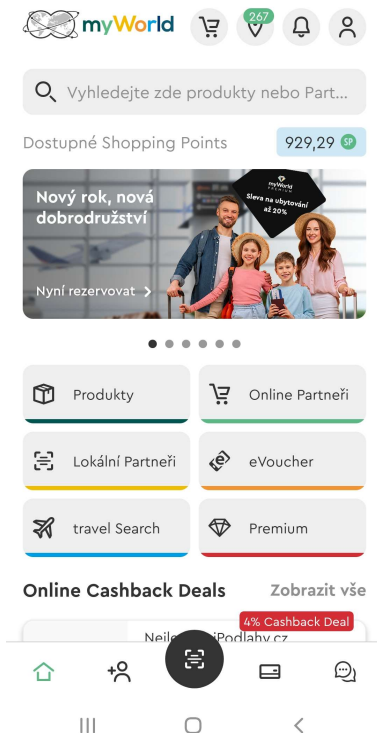 myWorld
267
Vyhledejte zde produkty nebo Part...
Dostupné Shopping Points
929,29 SP
Nový rok, nová
dobrodružství
myWorld
PREMIUM
Sleva na ubytování
až 20%
Nyní rezervovat
Produkty
Online Partneři
Lokální Partneři
eVoucher
travel Search
Premium
Online Cashback Deals
Zobrazit vše
4% Cashback Deal